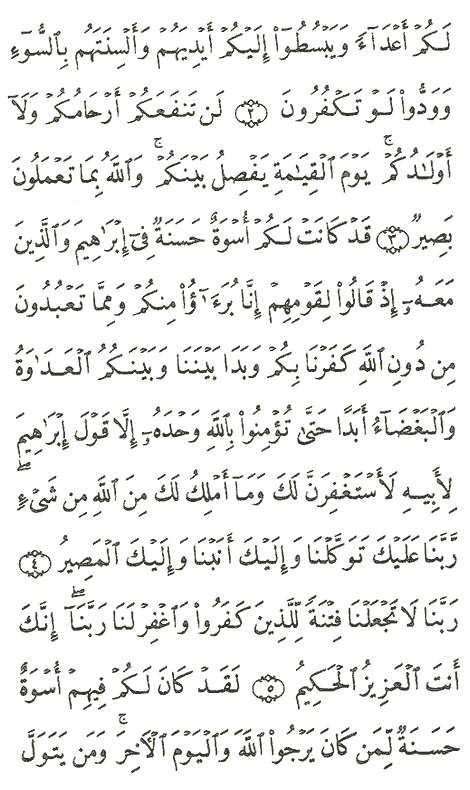 لَكُمْ أَعْدَآءً وَيَبْسُطُوٓا۟ إِلَيْكُمْ أَيْدِيَهُمْ وَأَلْسِنَتَهُم بِٱلسُّوٓءِ
وَوَدُّوا۟ لَوْ تَكْفُرُونَ ۝٢ لَن تَنفَعَكُمْ أَرْحَامُكُمْ وَلَآ
أَوْلَـٰدُكُمْ ۚ يَوْمَ ٱلْقِيَـٰمَةِ يَفْصِلُ بَيْنَكُمْ ۚ وَٱللَّهُ بِمَا تَعْمَلُونَ
بَصِيرٌ ۝٣ قَدْ كَانَتْ لَكُمْ أُسْوَةٌ حَسَنَةٌ فِىٓ إِبْرَٰهِيمَ وَٱلَّذِينَ
مَعَهُۥٓ إِذْ قَالُوا۟ لِقَوْمِهِمْ إِنَّا بُرَءَٰٓؤُا۟ مِنكُمْ وَمِمَّا تَعْبُدُونَ
مِن دُونِ ٱللَّهِ كَفَرْنَا بِكُمْ وَبَدَا بَيْنَنَا وَبَيْنَكُمُ ٱلْعَدَٰوَةُ
وَٱلْبَغْضَآءُ أَبَدًا حَتَّىٰ تُؤْمِنُوا۟ بِٱللَّهِ وَحْدَهُۥٓ إِلَّا قَوْلَ إِبْرَٰهِيمَ
لِأَبِيهِ لَأَسْتَغْفِرَنَّ لَكَ وَمَآ أَمْلِكُ لَكَ مِنَ ٱللَّهِ مِن شَىْءٍ ۖ
رَّبَّنَا عَلَيْكَ تَوَكَّلْنَا وَإِلَيْكَ أَنَبْنَا وَإِلَيْكَ ٱلْمَصِيرُ ۝٤
رَبَّنَا لَا تَجْعَلْنَا فِتْنَةً لِّلَّذِينَ كَفَرُوا۟ وَٱغْفِرْ لَنَا رَبَّنَآ ۖ إِنَّكَ
أَنتَ ٱلْعَزِيزُ ٱلْحَكِيمُ ۝٥ لَقَدْ كَانَ لَكُمْ فِيهِمْ أُسْوَةٌ
حَسَنَةٌ لِّمَن كَانَ يَرْجُوا۟ ٱللَّهَ وَٱلْيَوْمَ ٱلْـَٔاخِرَ ۚ وَمَن يَتَوَلَّ